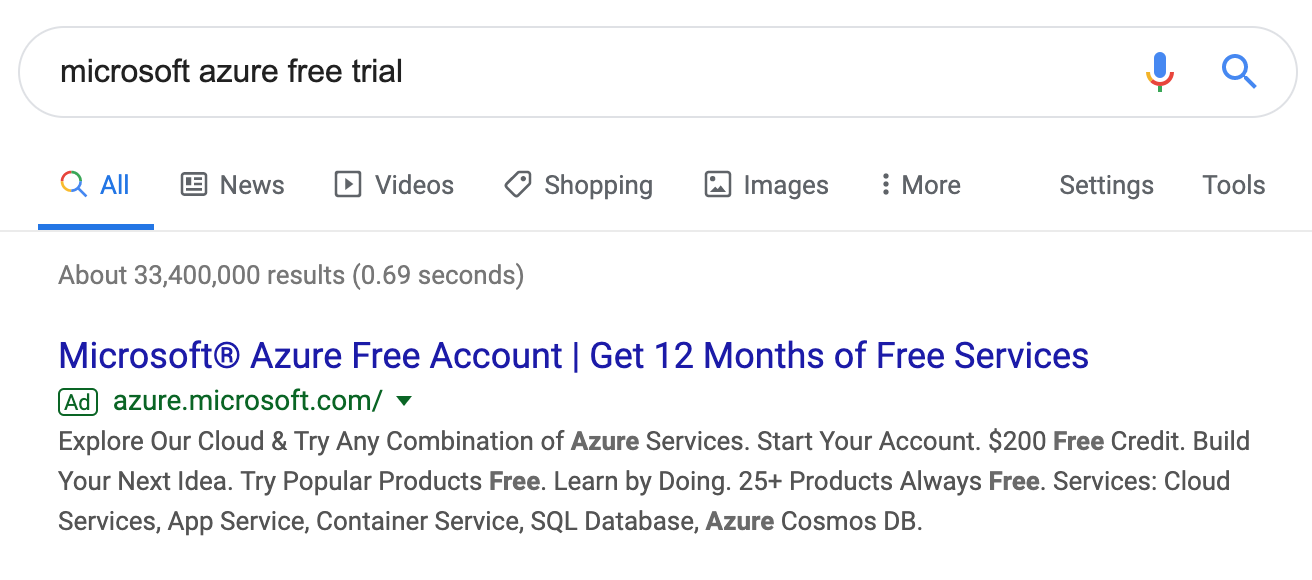 microsoft azure free trial
All News Videos Shopping Images More Settings Tools
About 33,400,000 results (0.69 seconds)
Microsoft® Azure Free Account | Get 12 Months of Free Services
Ad azure.microsoft.com/
Explore Our Cloud & Try Any Combination of Azure Services. Start Your Account. $200 Free Credit. Build
Your Next Idea. Try Popular Products Free. Learn by Doing. 25+ Products Always Free. Services: Cloud
Services, App Service, Container Service, SQL Database, Azure Cosmos DB.